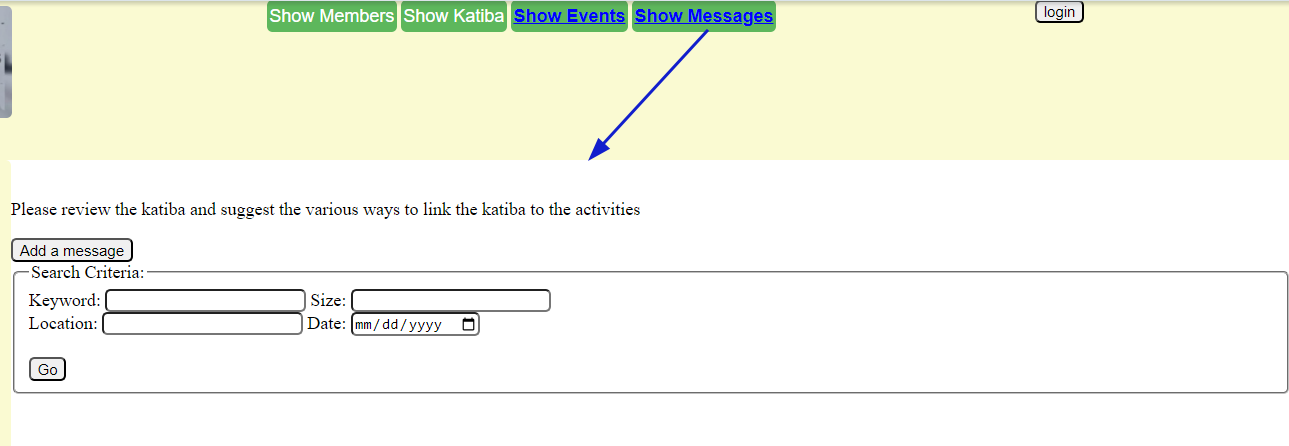 Show Members Show Katiba Show Events Show Messages login
Please review the katiba and suggest the various ways to link the katiba to the activities
Add a message
Search Criteria:
Keyword: Size:
Location: Date: mm/dd/yyyy
Go